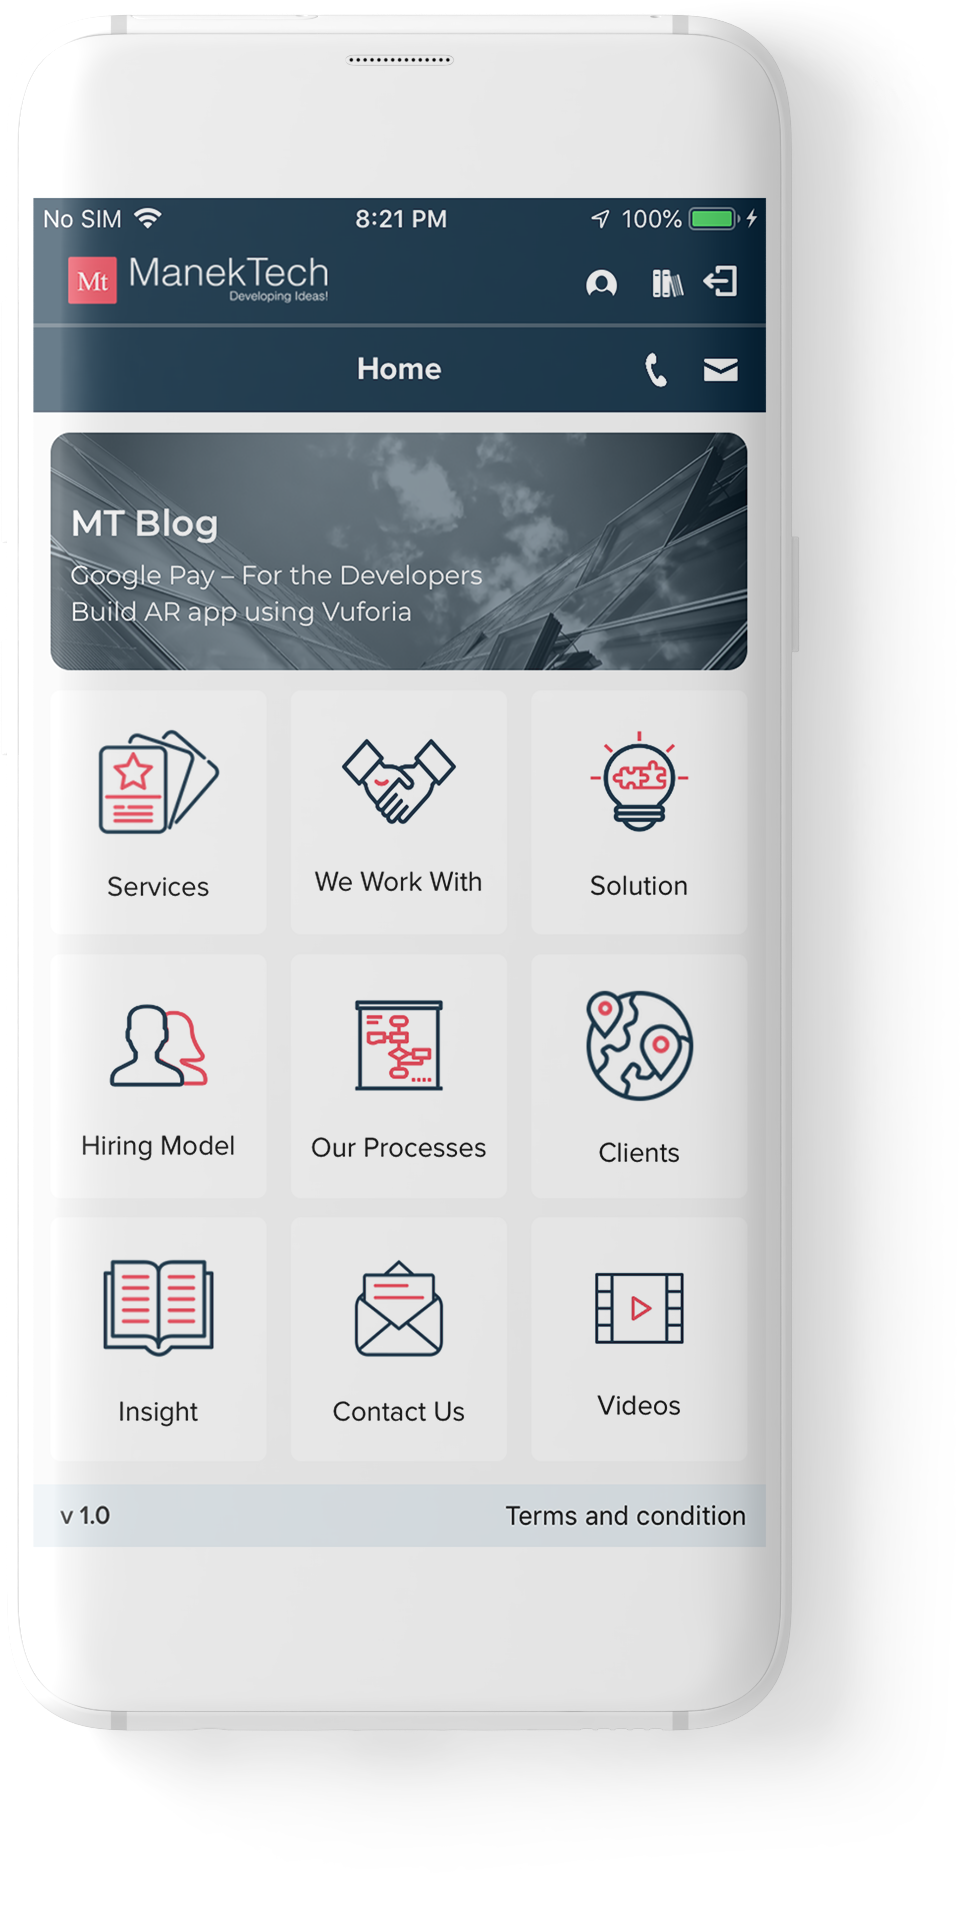 No SIM 8:21 PM 100%
Mt ManekTech
Developing Ideas!
Home
MT Blog
Google Pay – For the Developers
Build AR app using Vuforia
Services We Work With Solution
Hiring Model Our Processes Clients
Insight Contact Us Videos
v 1.0 Terms and condition